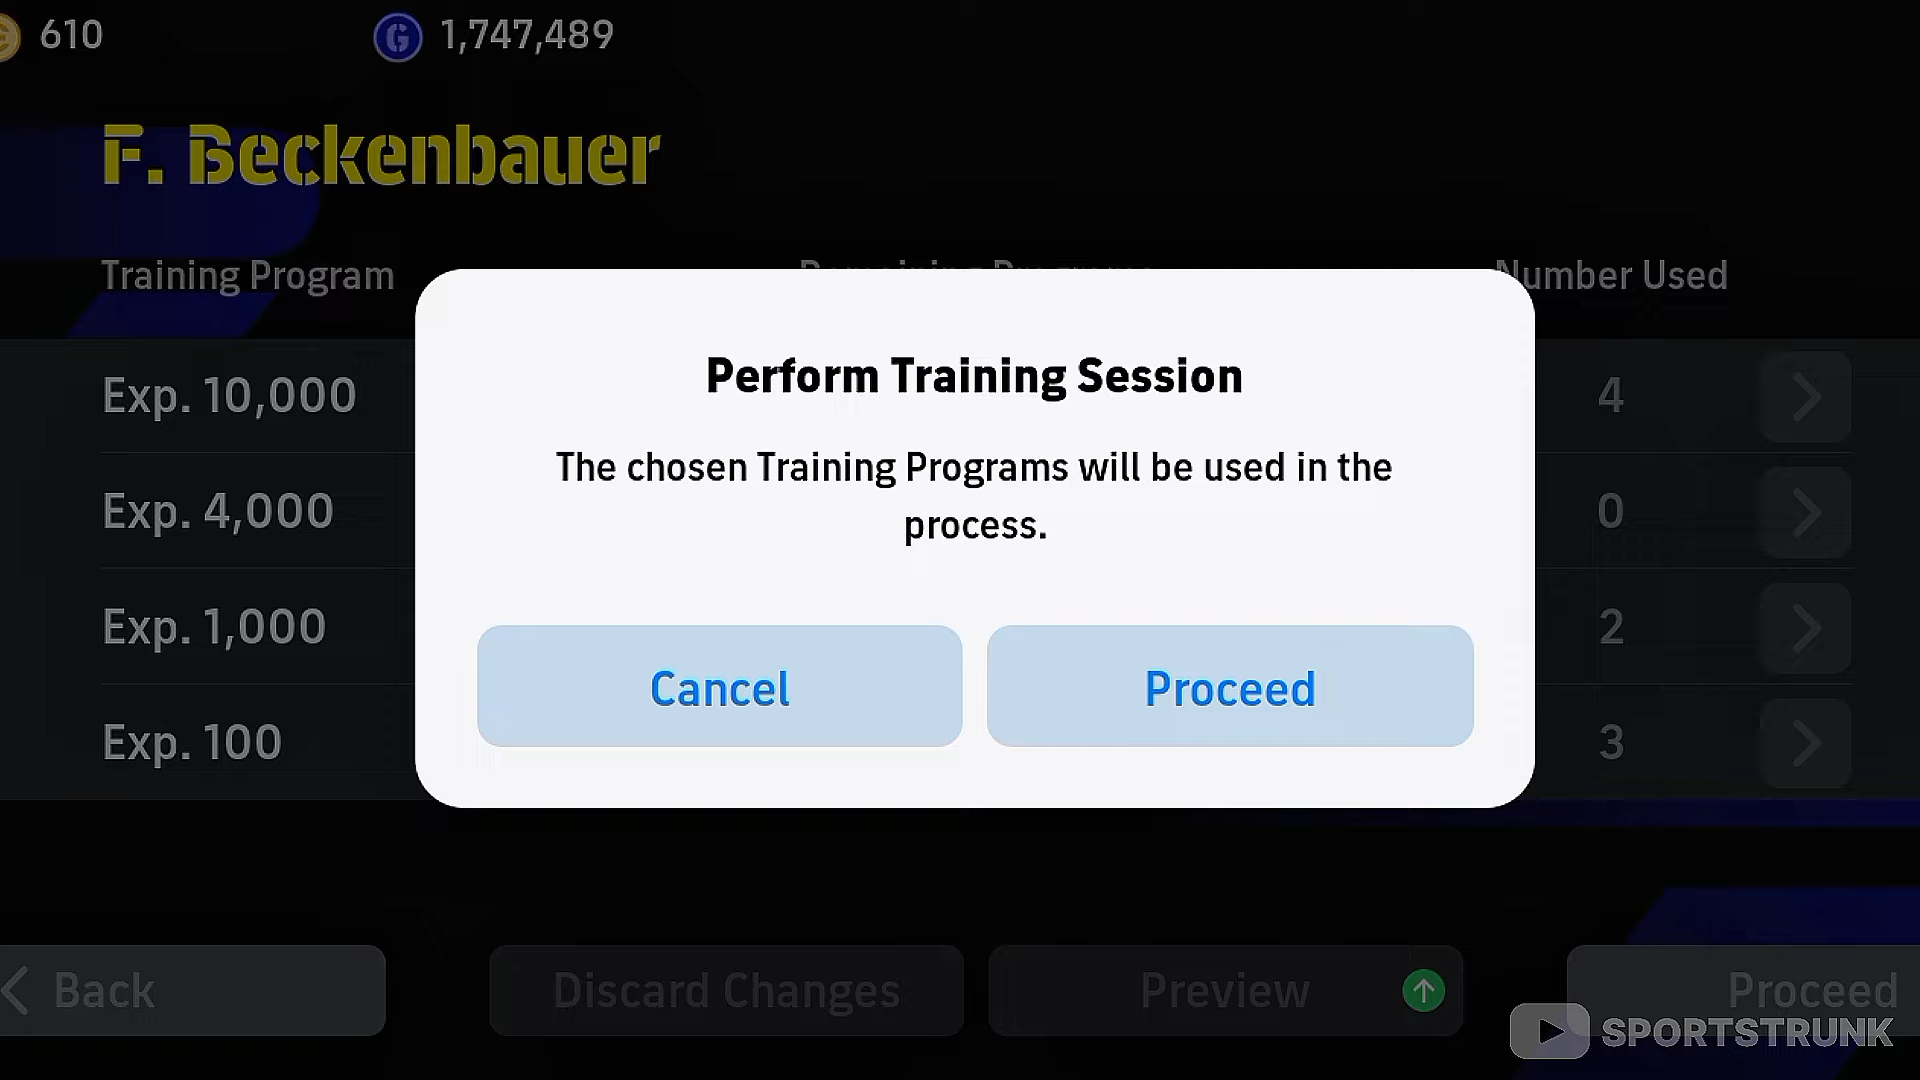 610
1,747,489
F. Beckenbauer
Training Program
Number Used
Perform Training Session
The chosen Training Programs will be used in the
process.
Exp. 10,000
4
Exp. 4,000
0
Exp. 1,000
2
Exp. 100
3
Cancel
Proceed
Back
Discard Changes
Preview
Proceed
SPORTSTRUNK